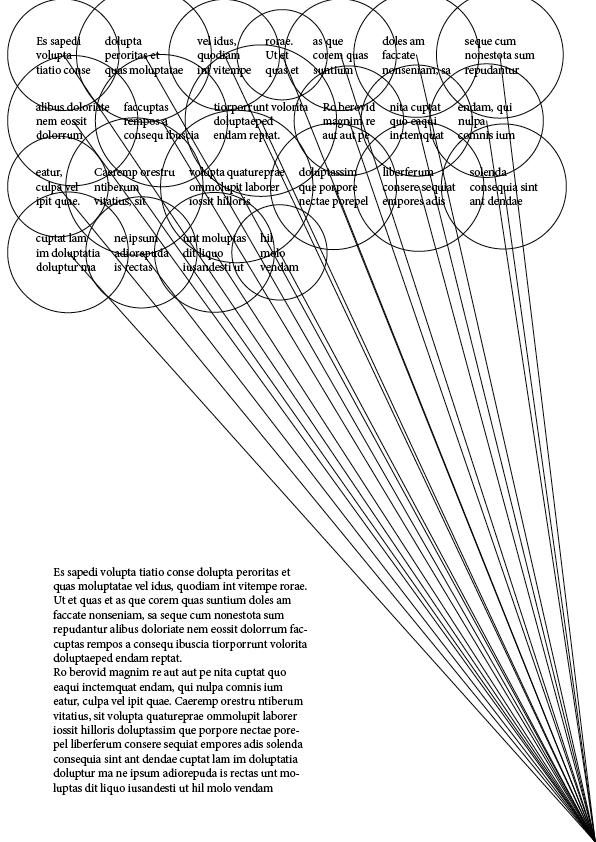 Es sapedi
volupta
tiatio conse
dolupta
peroritas et
quas moluptatae
vel idus,
quodiam
int vitempe
rorae.
Ut et
quas et
as que
corem quas
suntium
doles am
faccate
nonseniam, sa
seque cum
nonestota sum
repudantur
alibus doloriate
nem eossit
dolorrum
faccuptas
rempos a
consequ ibuscia
tiorporrunt volorita
doluptaeped
endam reptat.
Ro berovid
magnim re
aut aut pe
nita cuptat
quo eaqui
inctemquat
endam, qui
nulpa
comnis ium
eatur,
culpa vel
ipit quae.
Caeremp orestru
ntiberum
vitatius, sit
volupta quatureprae
ommolupit laborer
iossit hilloris
doluptassim
que porpore
nectae porepel
liberferum
consere sequiat
empores adis
solenda
consequia sint
ant dendae
cuptat lam
im doluptatia
doluptur ma
ne ipsum
adiorepuda
is rectas
unt moluptas
dit liquo
iusandesti ut
hil
molo
vendam
Es sapedi volupta tiatio conse dolupta peroritas et
quas moluptatae vel idus, quodiam int vitempe rorae.
Ut et quas et as que corem quas suntium doles am
faccate nonseniam, sa seque cum nonestota sum
repudantur alibus doloriate nem eossit dolorrum fac-
cuptas rempos a consequ ibuscia tiorporrunt volorita
doluptaeped endam reptat.
Ro berovid magnim re aut aut pe nita cuptat quo
eaqui inctemquat endam, qui nulpa comnis ium
eatur, culpa vel ipit quae. Caeremp orestru ntiberum
vitatius, sit volupta quatureprae ommolupit laborer
iossit hilloris doluptassim que porpore nectae pore-
pel liberferum consere sequiat empores adis solenda
consequia sint ant dendae cuptat lam im doluptatia
doluptur ma ne ipsum adiorepuda is rectas unt mo-
luptas dit liquo iusandesti ut hil molo vendam